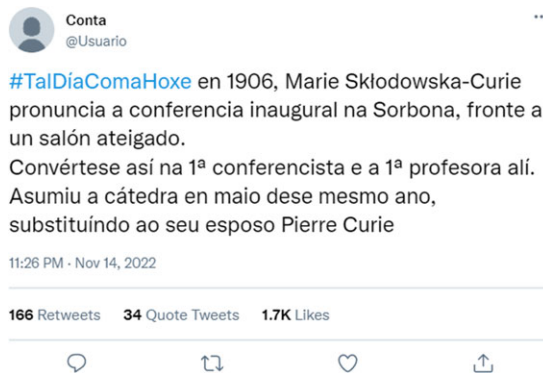 Conta
@Usuario
#TalDíaComaHoxe en 1906, Marie Skłodowska-Curie
pronuncia a conferencia inaugural na Sorbona, fronte a
un salón ateigado.
Convértese así na 1ª conferencista e a 1ª profesora alí.
Asumiu a cátedra en maio dese mesmo ano,
substituíndo ao seu esposo Pierre Curie
11:26 PM · Nov 14, 2022
166 Retweets 34 Quote Tweets 1.7K Likes